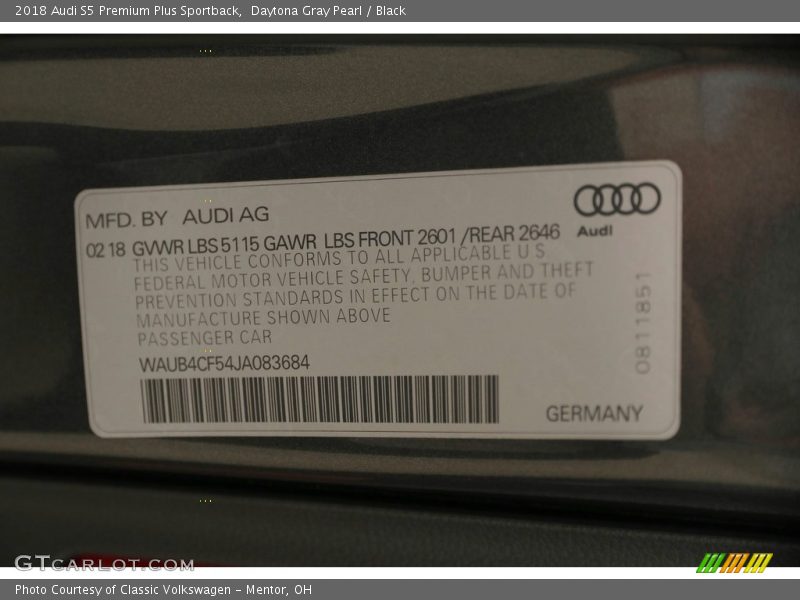 2018 Audi S5 Premium Plus Sportback,  Daytona Gray Pearl / Black
MFD. BY AUDI AG
Audi
02 18 GVWR LBS 5115 GAWR LBS FRONT 2601 /REAR 2646
THIS VEHICLE CONFORMS TO ALL APPLICABLE U S.
FEDERAL MOTOR VEHICLE SAFETY, BUMPER AND THEFT
PREVENTION STANDARDS IN EFFECT ON THE DATE OF
MANUFACTURE SHOWN ABOVE
PASSENGER CAR
WAUB4CF54JA083684
0811851
GERMANY
GTCARLOT.COM
Photo Courtesy of Classic Volkswagen - Mentor, OH